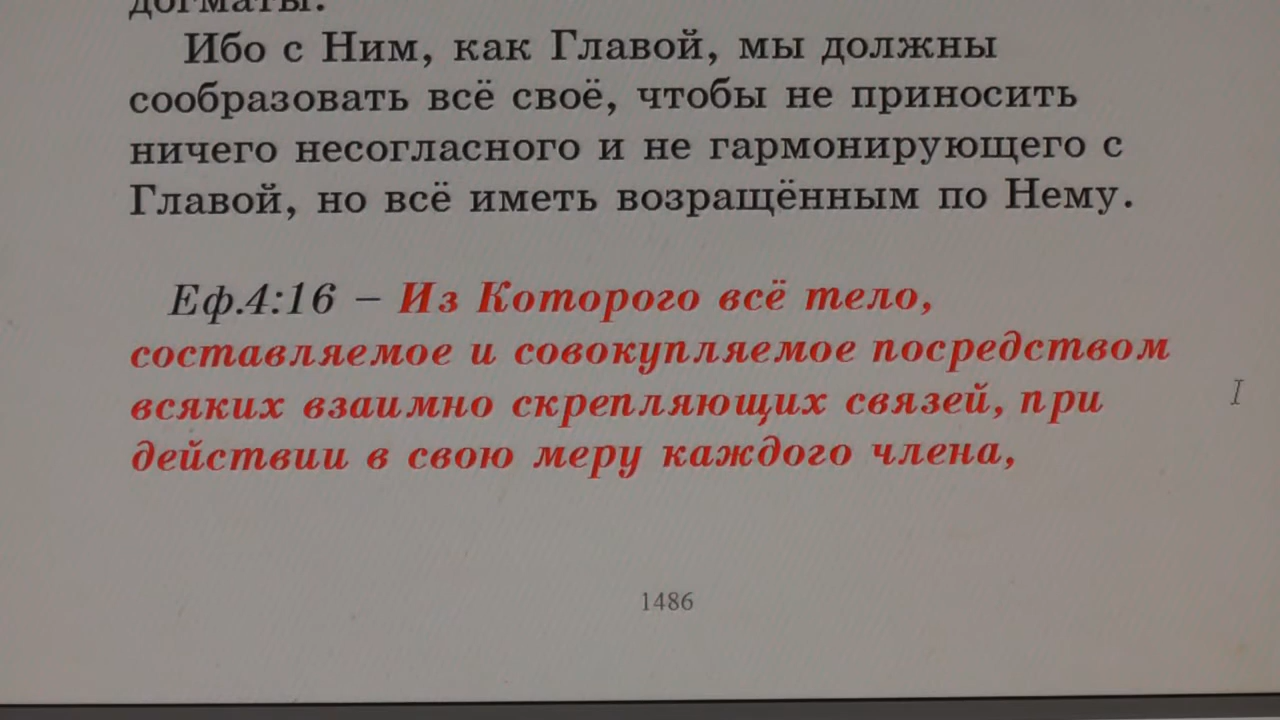 догматы.
Ибо с Ним, как Главой, мы должны
сообразовать всё своё, чтобы не приносить
ничего несогласного и не гармонирующего с
Главой, но всё иметь возращённым по Нему.
Еф.4:16 – Из Которого всё тело,
составляемое и совокупляемое посредством
всяких взаимно скрепляющих связей, при
действии в свою меру каждого члена,
1486